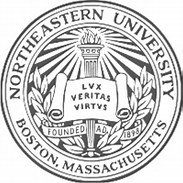 NORTHEASTERN UNIVERSITY
LVX
VERITAS
VIRTVS
FOUNDED A.D. 1898
BOSTON, MASSACHUSETTS